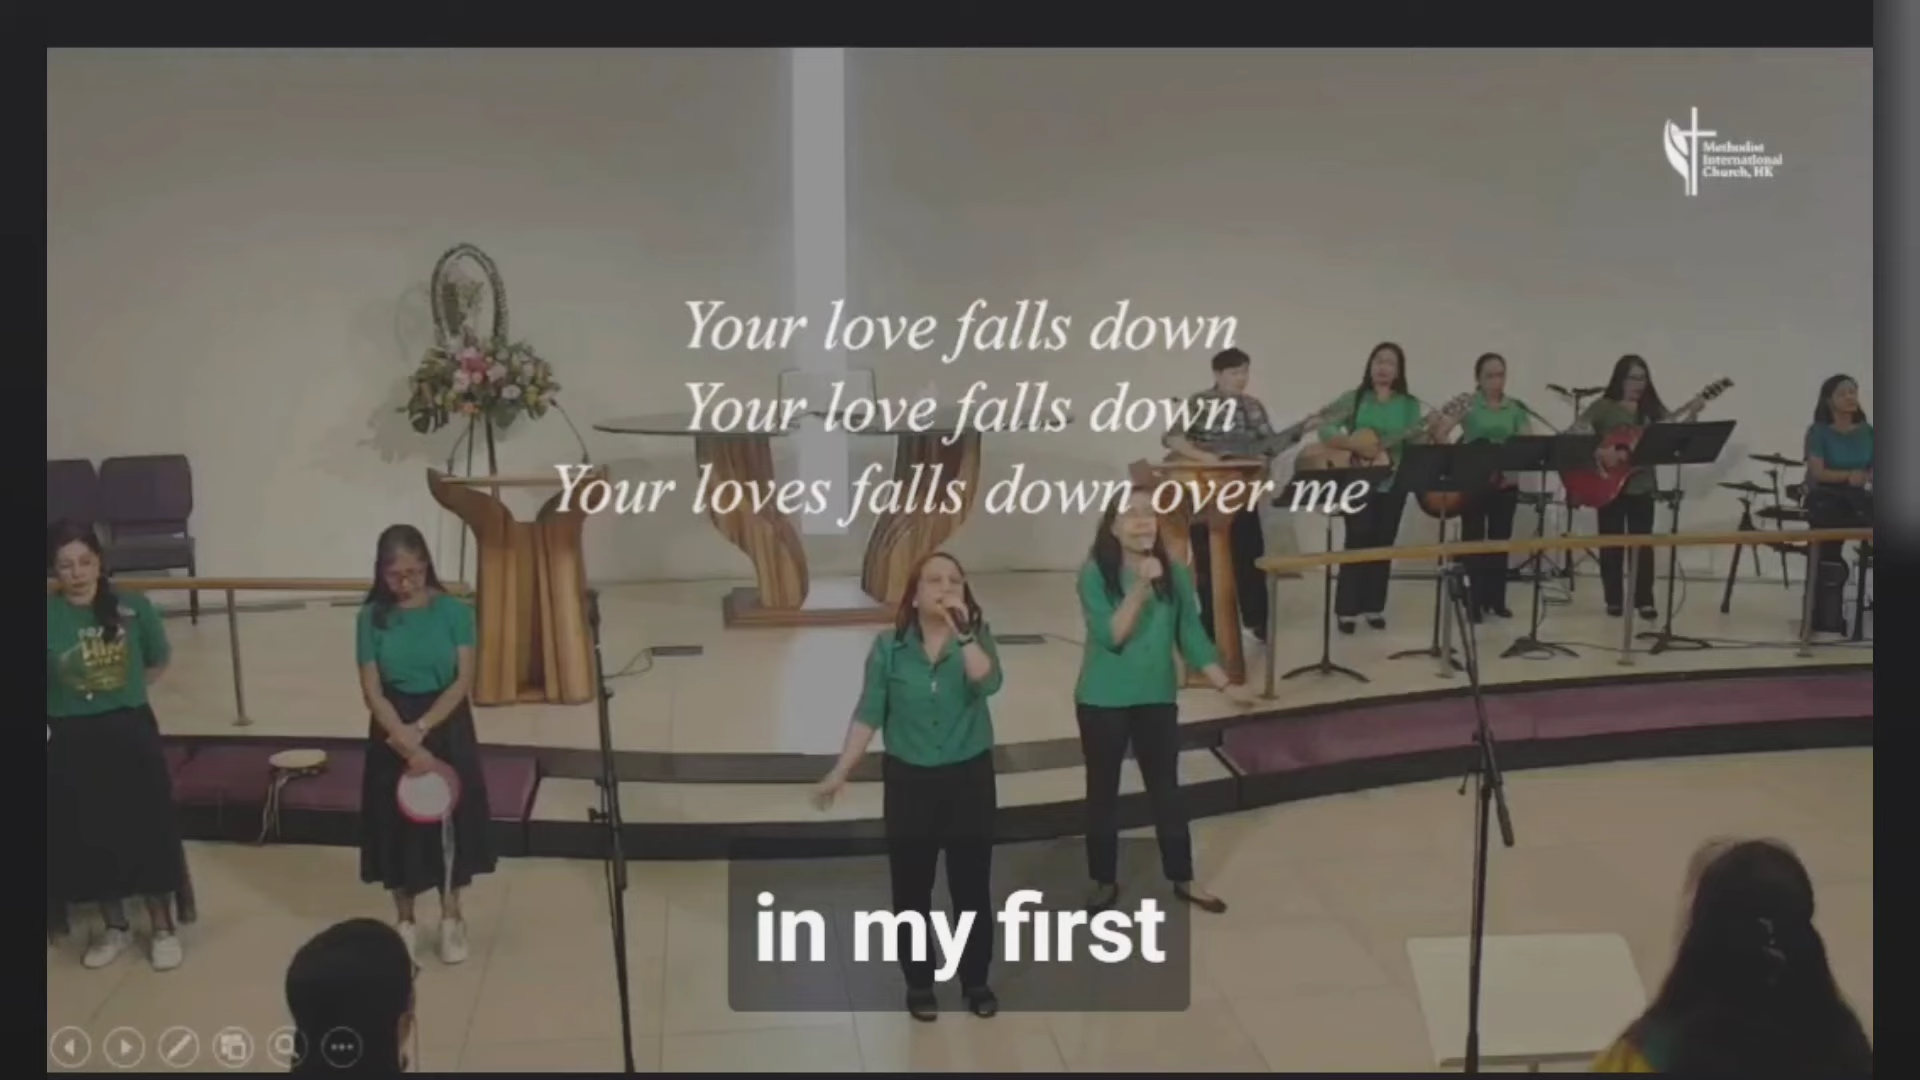 Methodist
International
Church, HK
Your love falls down
Your love falls down
Your loves falls down over me
in my first